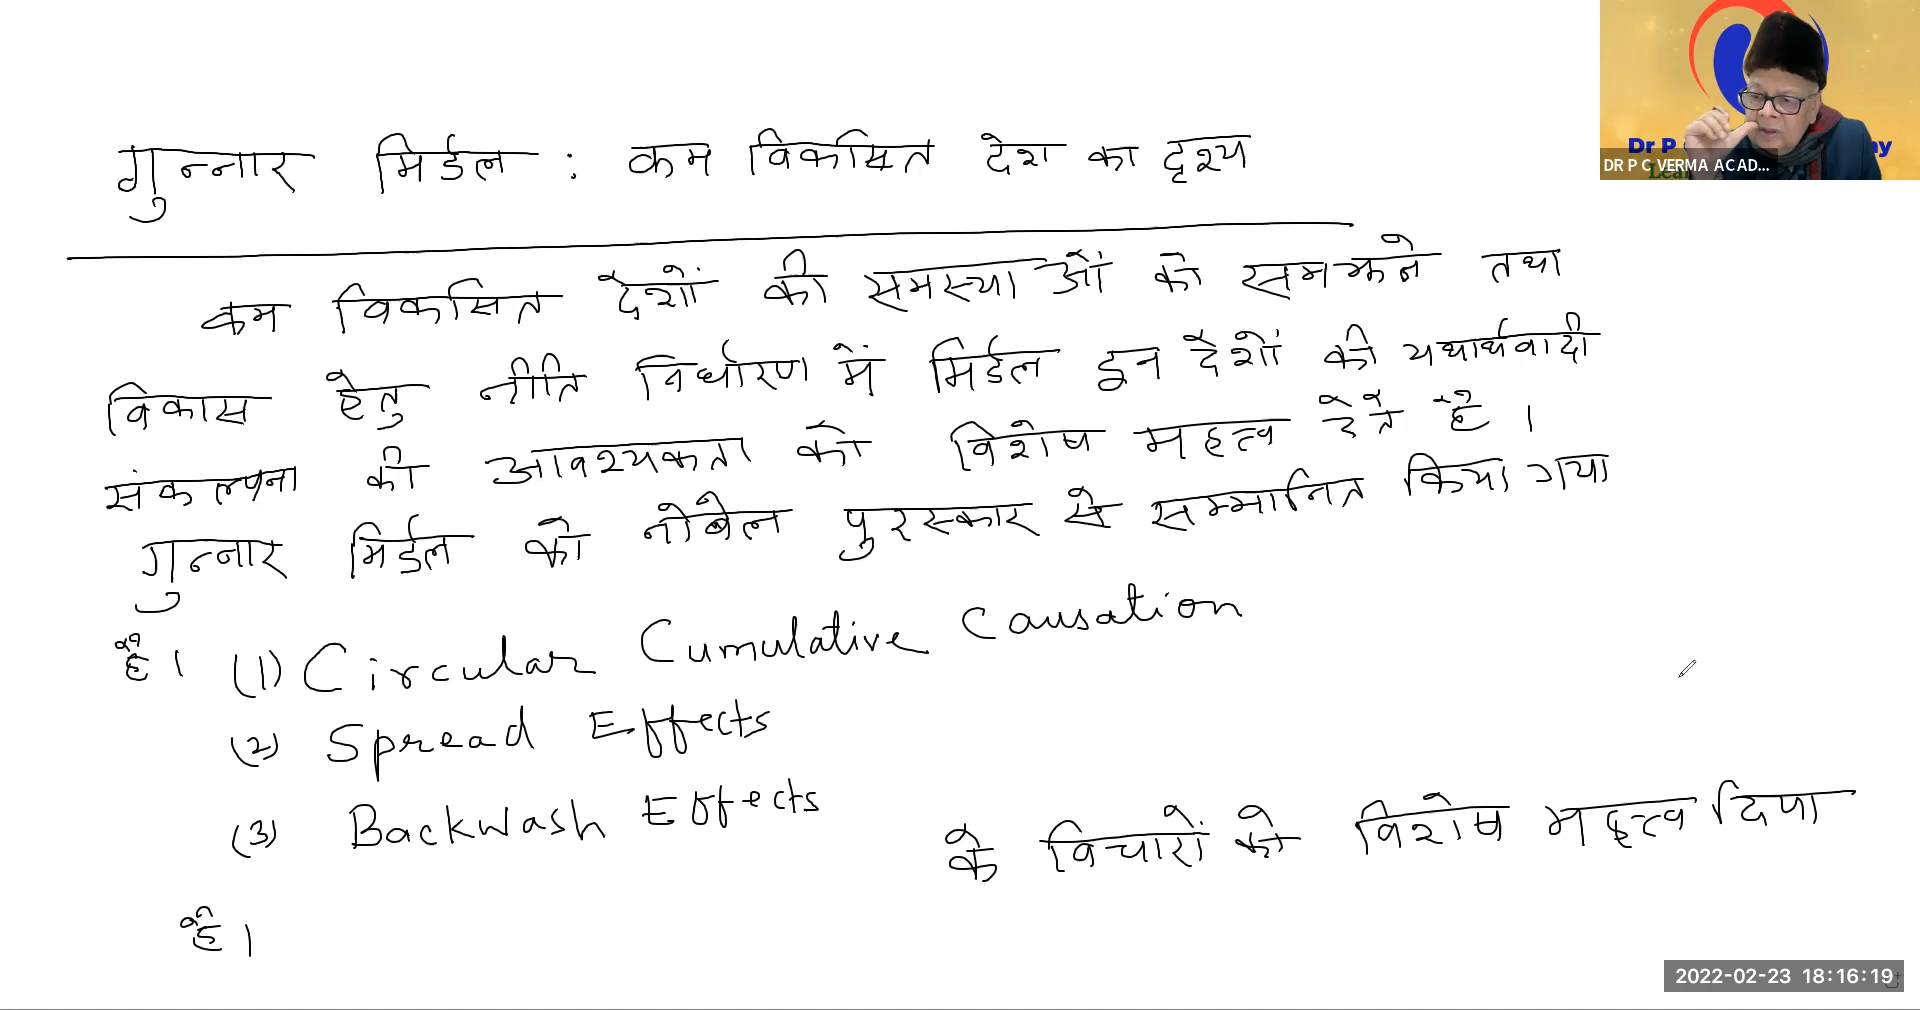 Dr P
ny
DR P C VERMA ACAD...
गुन्नार मिर्डल : कम विकसित देश का दृश्य
कम विकसित देशों की समस्याओं को समझने तथा
विकास हेतु नीति निर्धारण में मिर्डल इन देशों की यथार्थवादी
संकल्पना की आवश्यकता को विशेष महत्व देते हैं ।
गुन्नार मिर्डल को नोबेल पुरस्कार से सम्मानित किया गया
है । (1) Circular Cumulative Causation
(2) Spread Effects
(3) Backwash Effects
के विचारों को विशेष महत्व दिया
है ।
2022-02-23 18:16:19